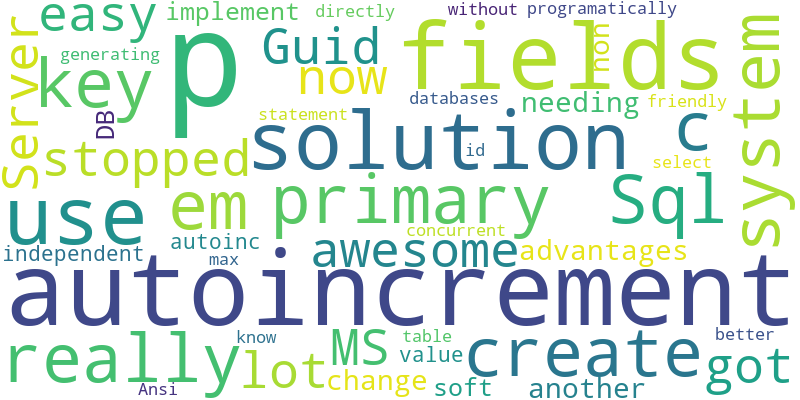 easy
implement
directly
without
programatically
generating
Server
key
p
Guid
now
fields
non
system
DB
databases
needing
friendly
statement
stopped
solution
id
c
select
use
em
primary
Sql
independent
autoinc
max
concurrent
awesome
advantages
autoincrement
really
know
lot
MS
table
value
create
better
got
Ansi
change
soft
another